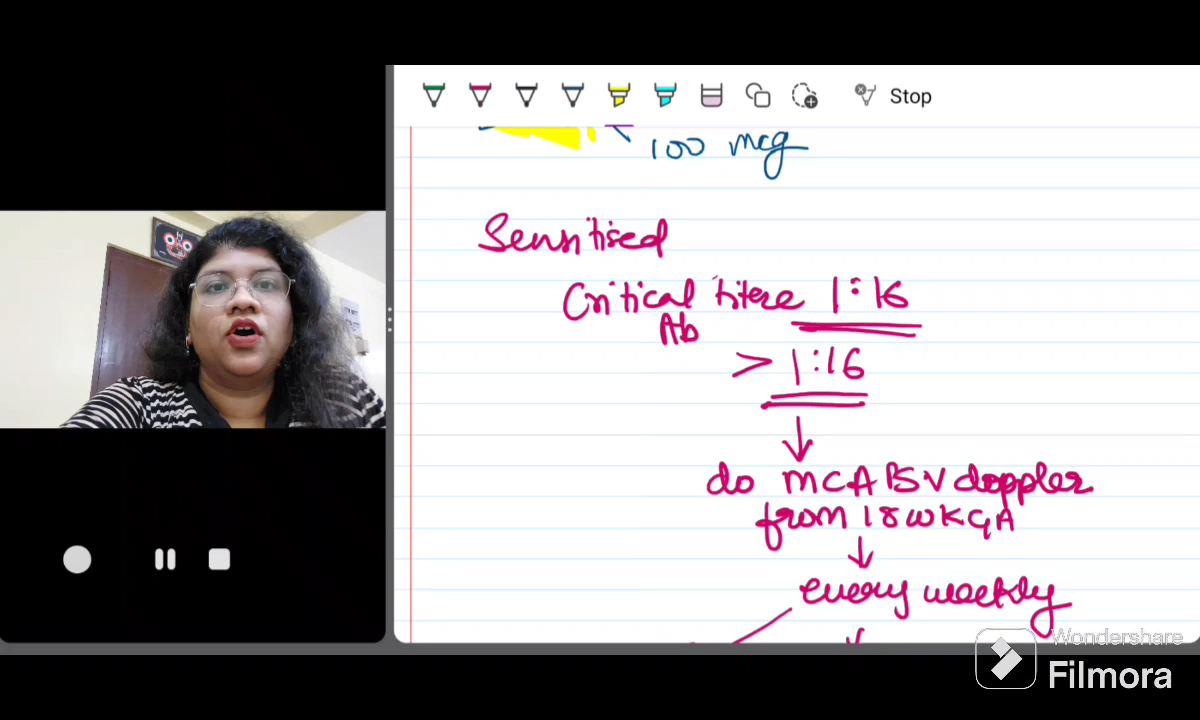 Stop
100 mcg
Sensitised
Critical titere 1:16
Ab
> 1:16
do MCA PSV doppler
from 18 wk GA
every weekly
Wondershare
Filmora